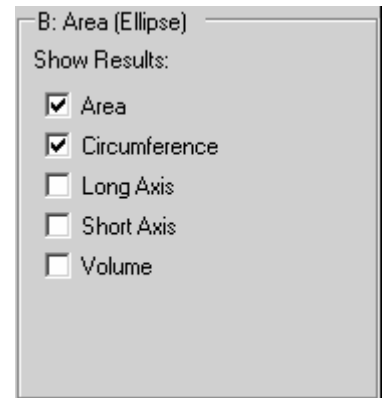 B: Area (Ellipse)
Show Results:
Area
Circumference
Long Axis
Short Axis
Volume